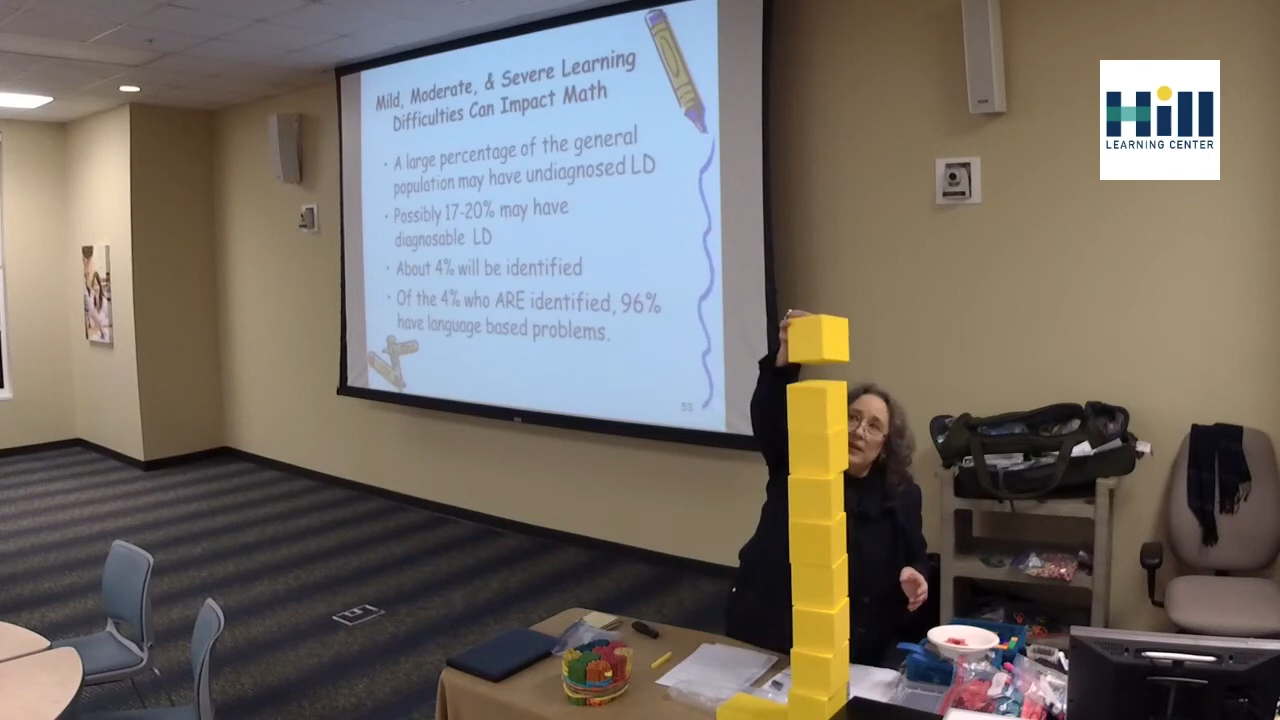 Mild, Moderate, & Severe Learning
Difficulties Can Impact Math
• A large percentage of the general
population may have undiagnosed LD
• Possibly 17-20% may have
diagnosable LD
• About 4% will be identified
• Of the 4% who ARE identified, 96%
have language based problems.
53
Hill
LEARNING CENTER